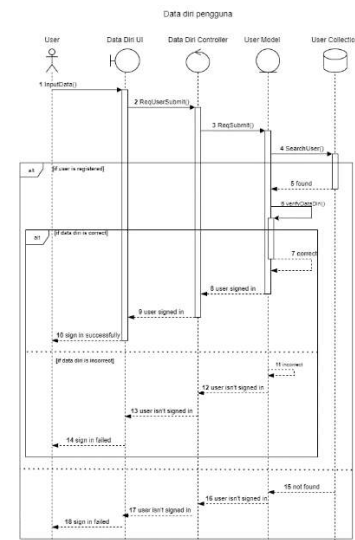 Data diri pengguna
User
Data Diri UI
Data Diri Controller
User Model
User Collectio
1 InputData()
2 ReqUserSubmit()
3 ReqSubmit()
4 SearchUser()
alt
[if user is registered]
5 found
6 verifyDataDiri()
alt
[if data diri is correct]
7 correct
8 user signed in
9 user signed in
10 sign in successfully
[if data diri is incorrect]
11 incorrect
12 user isn't signed in
13 user isn't signed in
14 sign in failed
15 not found
16 user isn't signed in
17 user isn't signed in
18 sign in failed